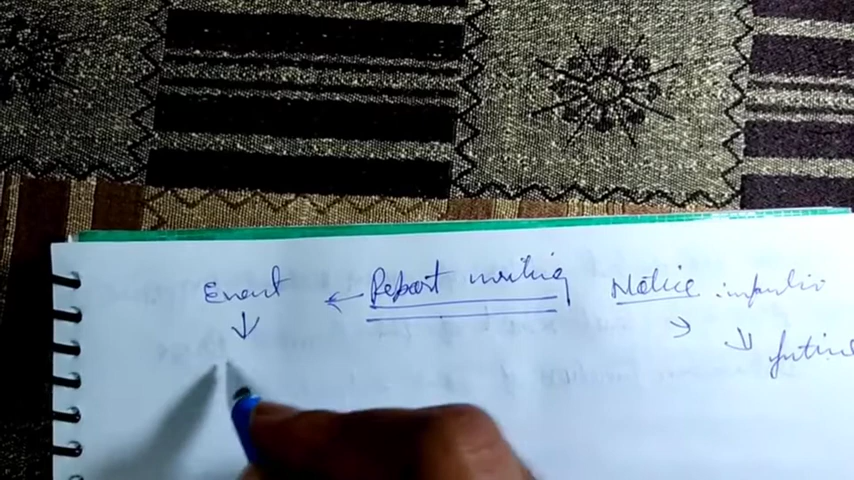 Event ← Report writing Notice
↓ → ↓